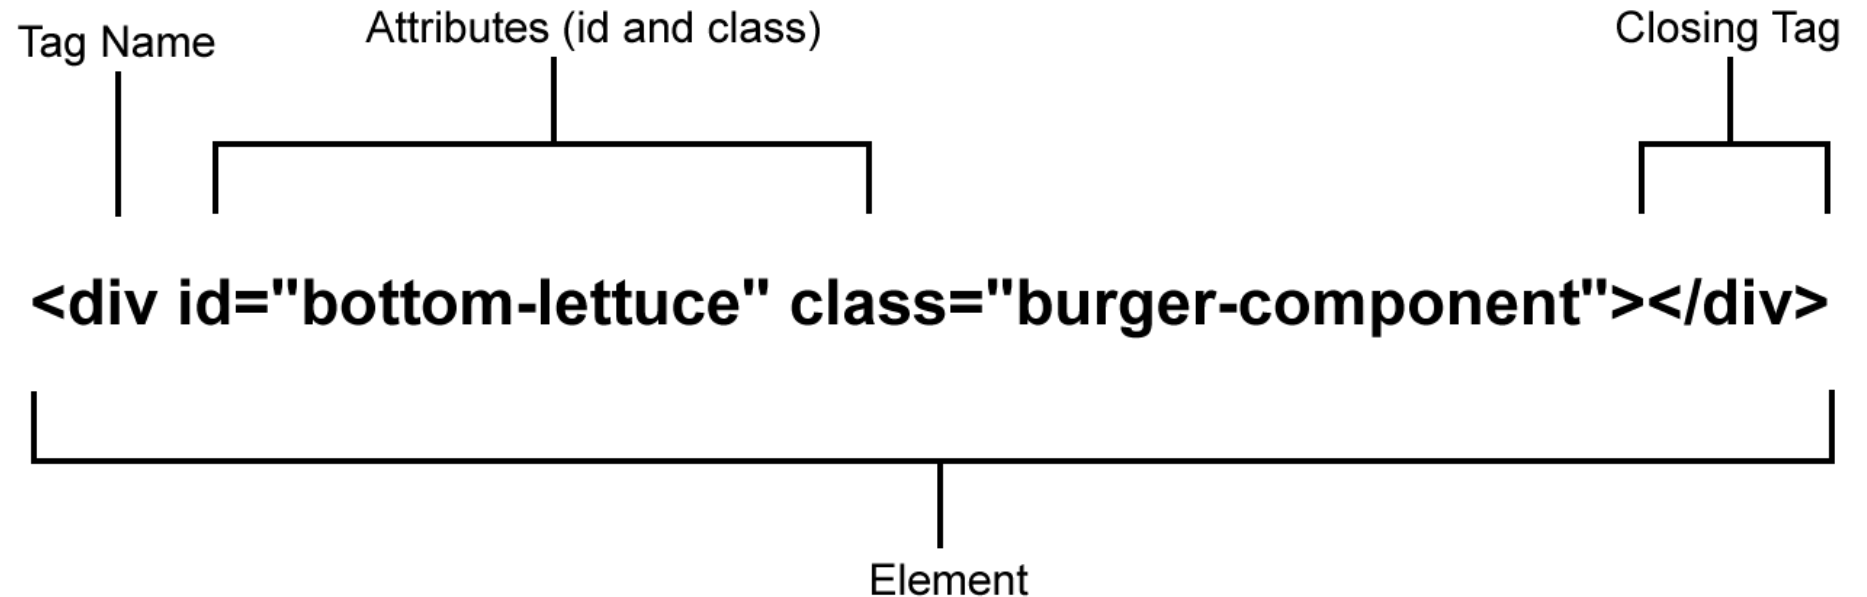 Tag Name
Attributes (id and class)
Closing Tag
<div id="bottom-lettuce" class="burger-component"></div>
Element